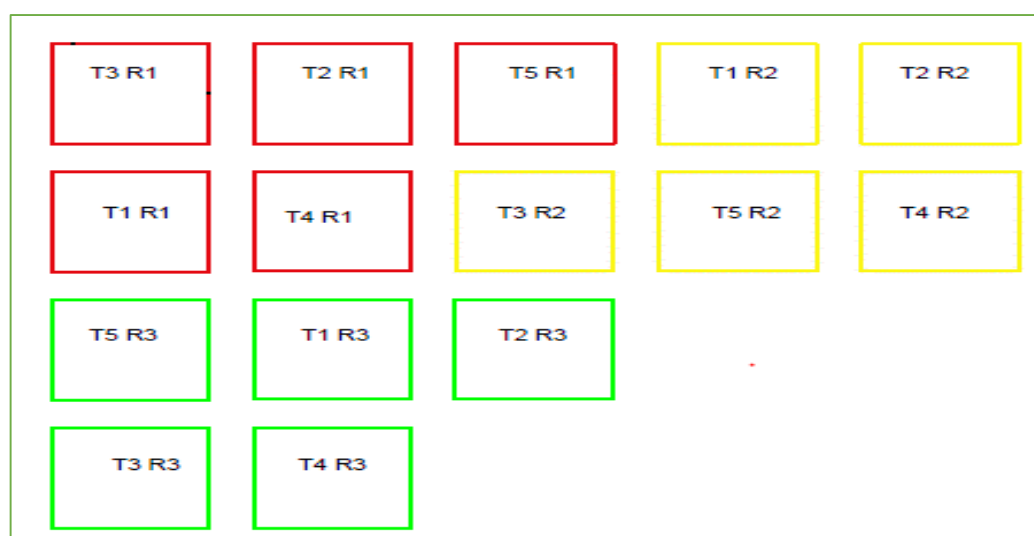 T3 R1 T2 R1 T5 R1 T1 R2 T2 R2
T1 R1 T4 R1 T3 R2 T5 R2 T4 R2
T5 R3 T1 R3 T2 R3
T3 R3 T4 R3